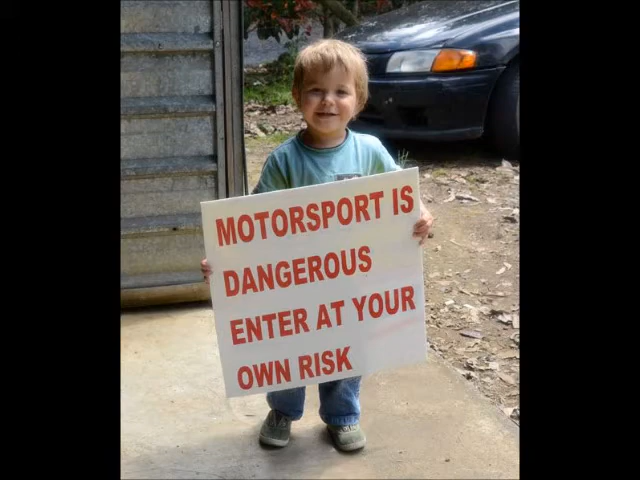 MOTORSPORT IS
DANGEROUS
ENTER AT YOUR
OWN RISK